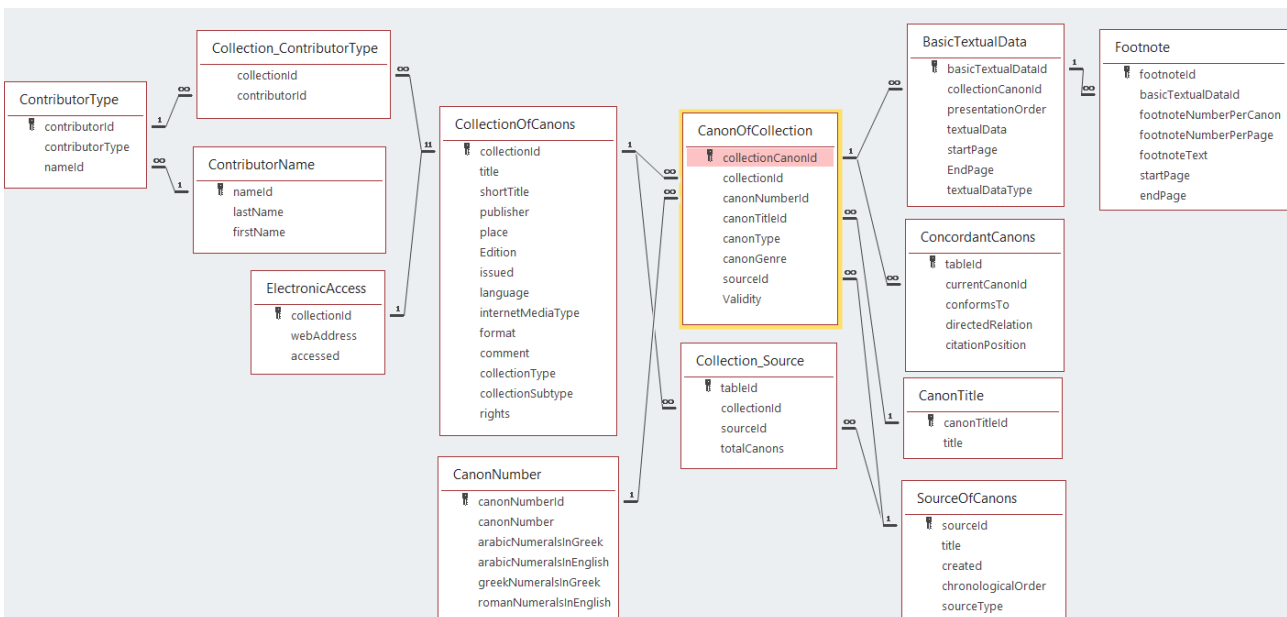 Collection_ContributorType
collectionId
contributorId
ContributorType
contributorId
contributorType
nameId
ContributorName
nameId
lastName
firstName
ElectronicAccess
collectionId
webAddress
accessed
CollectionOfCanons
collectionId
title
shortTitle
publisher
place
Edition
issued
language
internetMediaType
format
comment
collectionType
collectionSubtype
rights
CanonNumber
canonNumberId
canonNumber
arabicNumeralsInGreek
arabicNumeralsInEnglish
greekNumeralsInGreek
romanNumeralsInEnglish
CanonOfCollection
collectionCanonId
collectionId
canonNumberId
canonTitleId
canonType
canonGenre
sourceId
Validity
Collection_Source
tableId
collectionId
sourceId
totalCanons
BasicTextualData
basicTextualDataId
collectionCanonId
presentationOrder
textualData
startPage
EndPage
textualDataType
Footnote
footnoteId
basicTextualDataId
footnoteNumberPerCanon
footnoteNumberPerPage
footnoteText
startPage
endPage
ConcordantCanons
tableId
currentCanonId
conformsTo
directedRelation
citationPosition
CanonTitle
canonTitleId
title
SourceOfCanons
sourceId
title
created
chronologicalOrder
sourceType
∞
1
∞
1
∞
11
1
1
∞
∞
∞
1
1
∞
∞
∞
∞
∞
1
1
1
∞